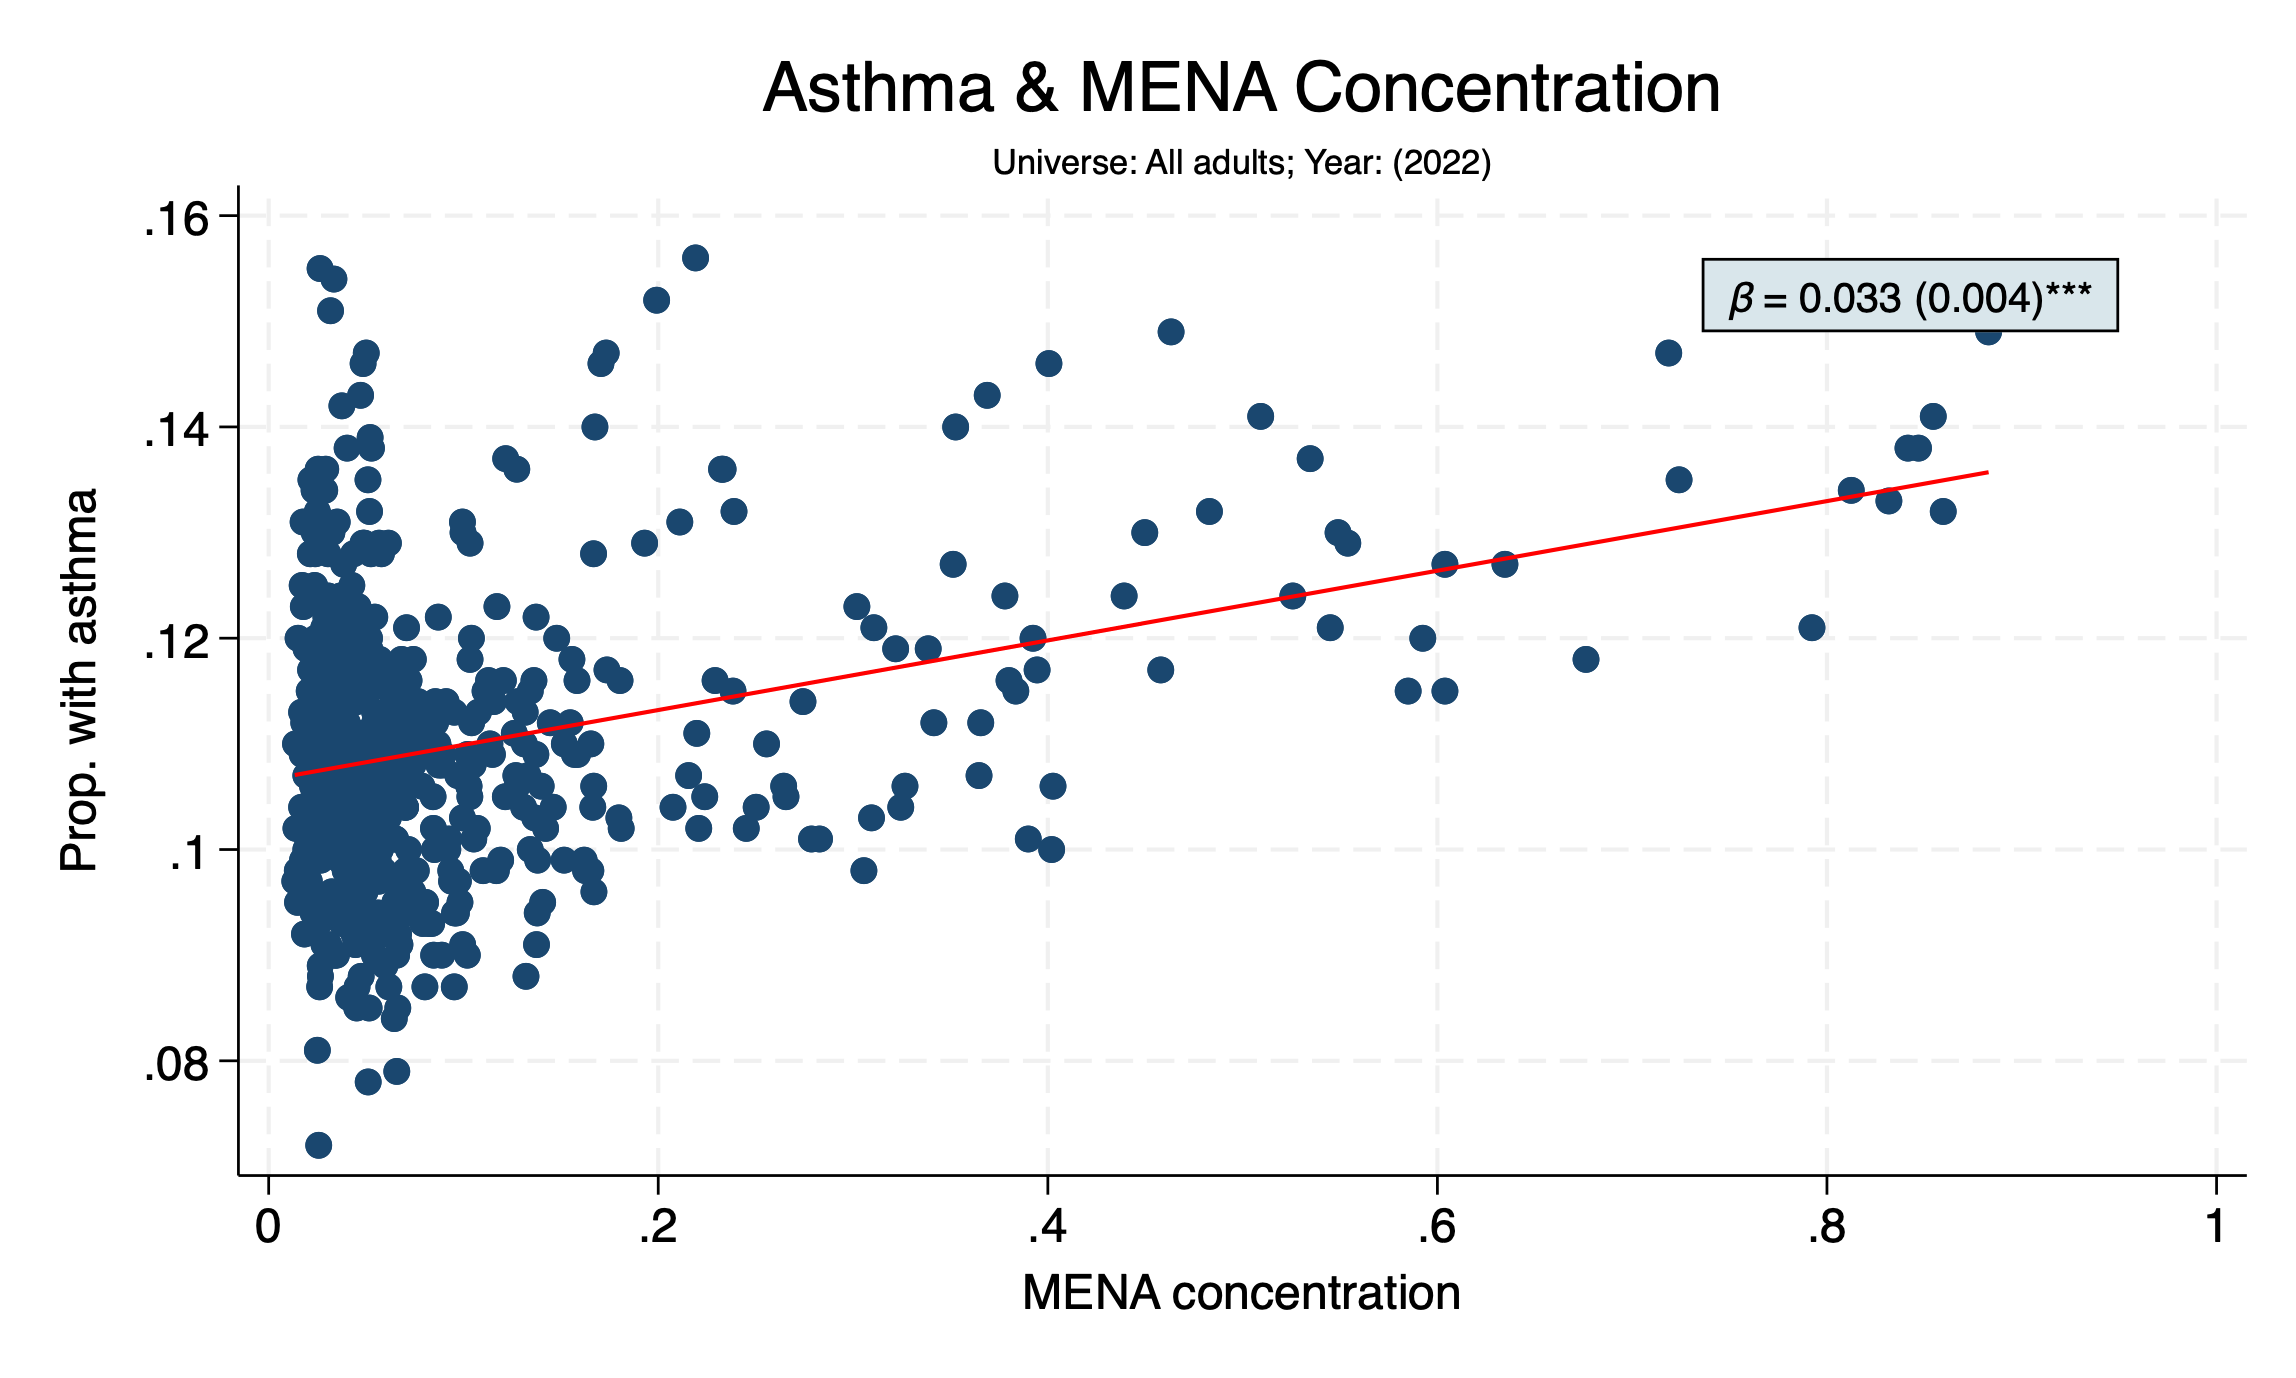 Asthma & MENA Concentration
Universe: All adults; Year: (2022)
.16
β = 0.033 (0.004)***
.14
.12
.1
.08
Prop. with asthma
0 .2 .4 .6 .8 1
MENA concentration